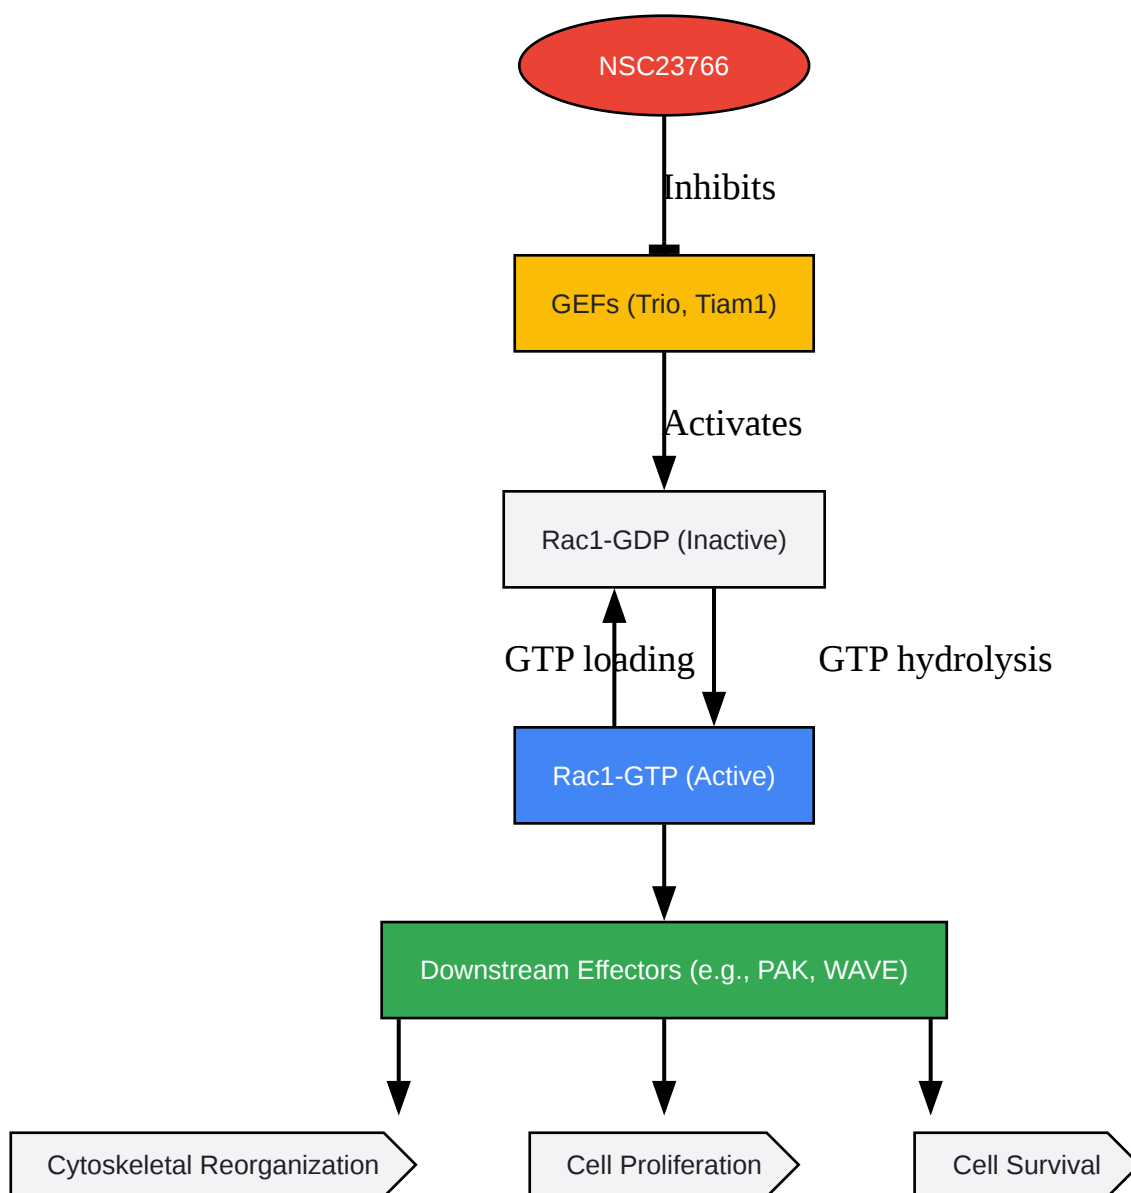 NSC23766
Inhibits
GEFs (Trio, Tiam1)
Activates
Rac1-GDP (Inactive)
GTP loading
GTP hydrolysis
Rac1-GTP (Active)
Downstream Effectors (e.g., PAK, WAVE)
Cytoskeletal Reorganization
Cell Proliferation
Cell Survival